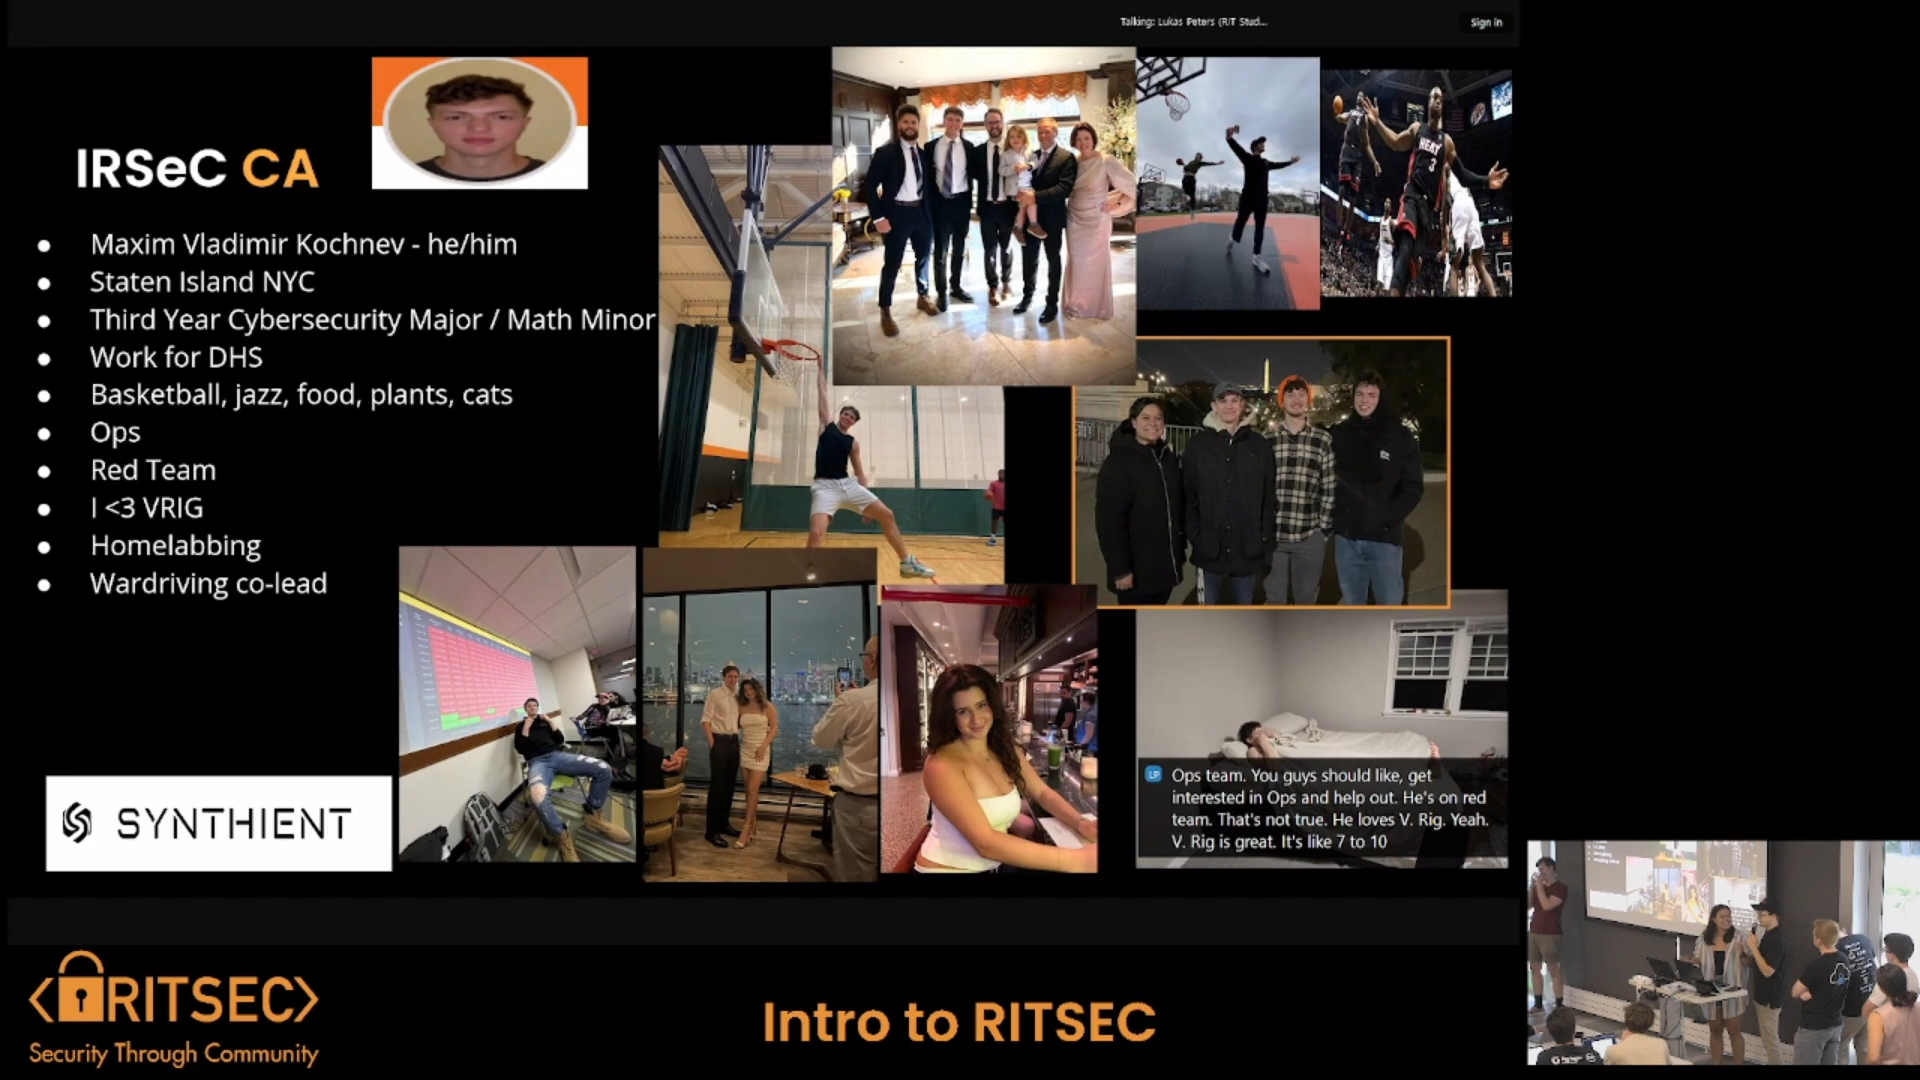 Talking: Lukas Peters (RIT Stud...
Sign in
IRSeC CA
Maxim Vladimir Kochnev - he/him
Staten Island NYC
Third Year Cybersecurity Major / Math Minor
Work for DHS
Basketball, jazz, food, plants, cats
Ops
Red Team
I <3 VRIG
Homelabbing
Wardriving co-lead
HEAT
3
SYNTHIENT
LP
Ops team. You guys should like, get
interested in Ops and help out. He's on red
team. That's not true. He loves V. Rig. Yeah.
V. Rig is great. It's like 7 to 10
<RITSEC>
Security Through Community
Intro to RITSEC